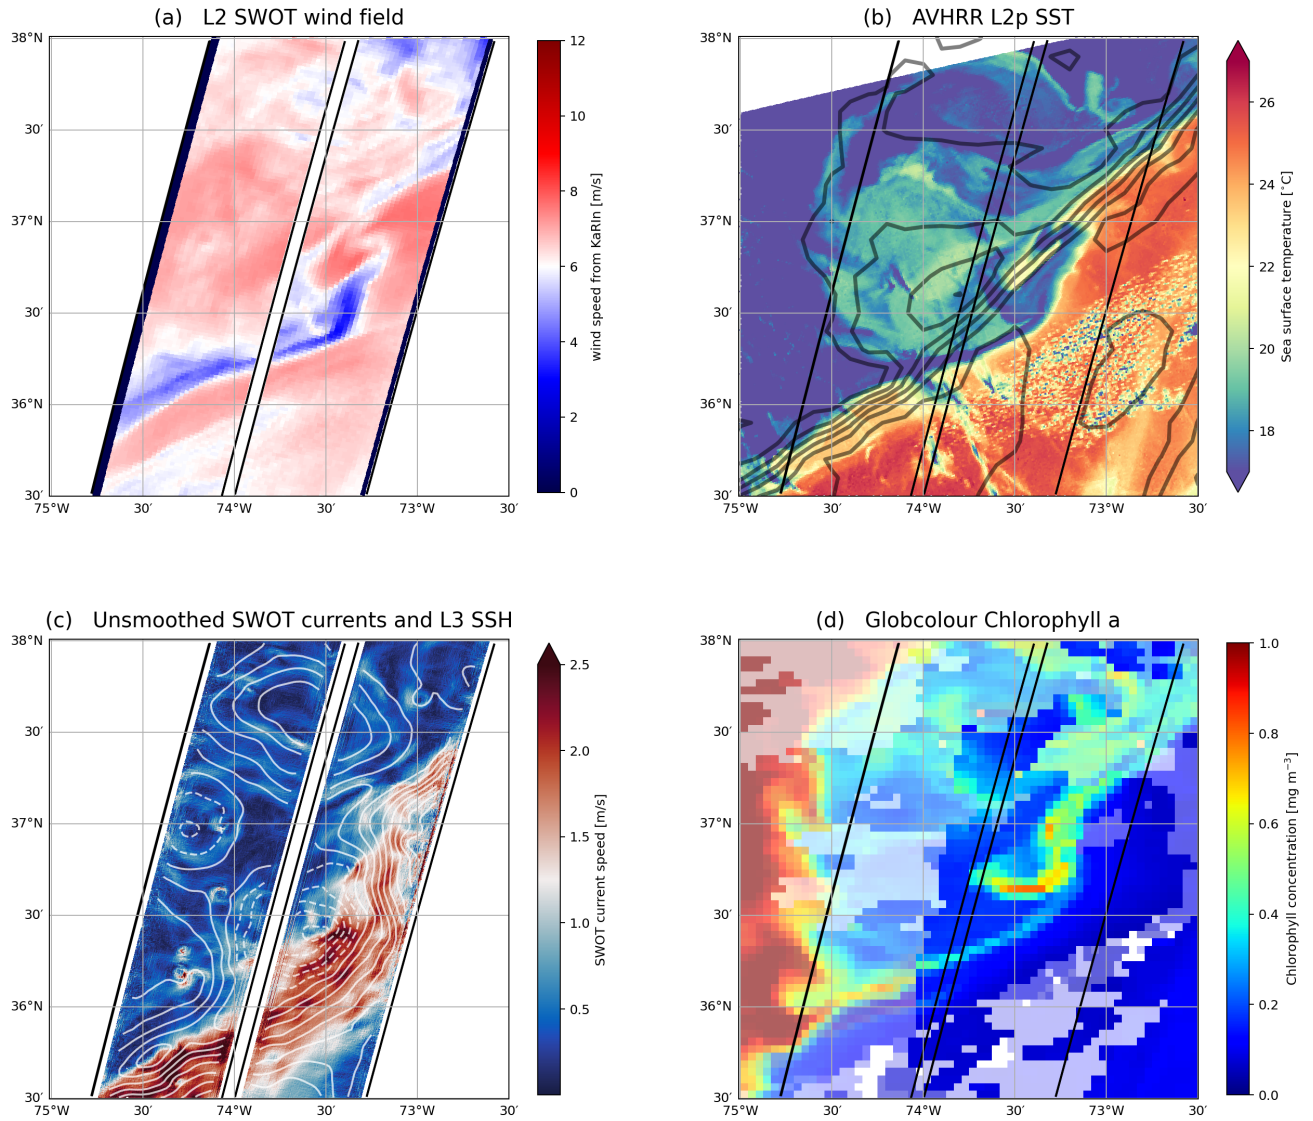 (a) L2 SWOT wind field
38°N
30′
37°N
30′
36°N
30′
75°W 30′ 74°W 30′ 73°W 30′
12
10
8
6
4
2
0
wind speed from KaRIn [m/s]
(b) AVHRR L2p SST
38°N
30′
37°N
30′
36°N
30′
75°W 30′ 74°W 30′ 73°W 30′
26
24
22
20
18
Sea surface temperature [°C]
(c) Unsmoothed SWOT currents and L3 SSH
38°N
30′
37°N
30′
36°N
30′
75°W 30′ 74°W 30′ 73°W 30′
2.5
2.0
1.5
1.0
0.5
SWOT current speed [m/s]
(d) Globcolour Chlorophyll a
38°N
30′
37°N
30′
36°N
30′
75°W 30′ 74°W 30′ 73°W 30′
1.0
0.8
0.6
0.4
0.2
0.0
Chlorophyll concentration [mg m⁻³]